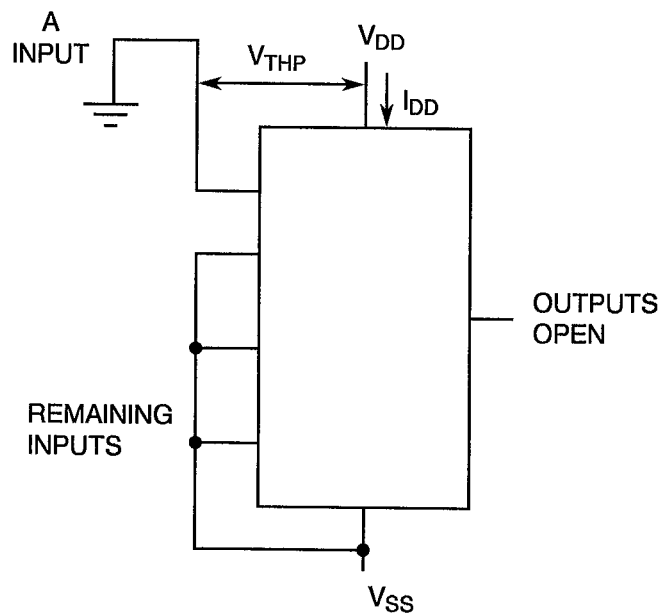 A
INPUT
V_THP
V_DD
I_DD
OUTPUTS
OPEN
REMAINING
INPUTS
V_SS